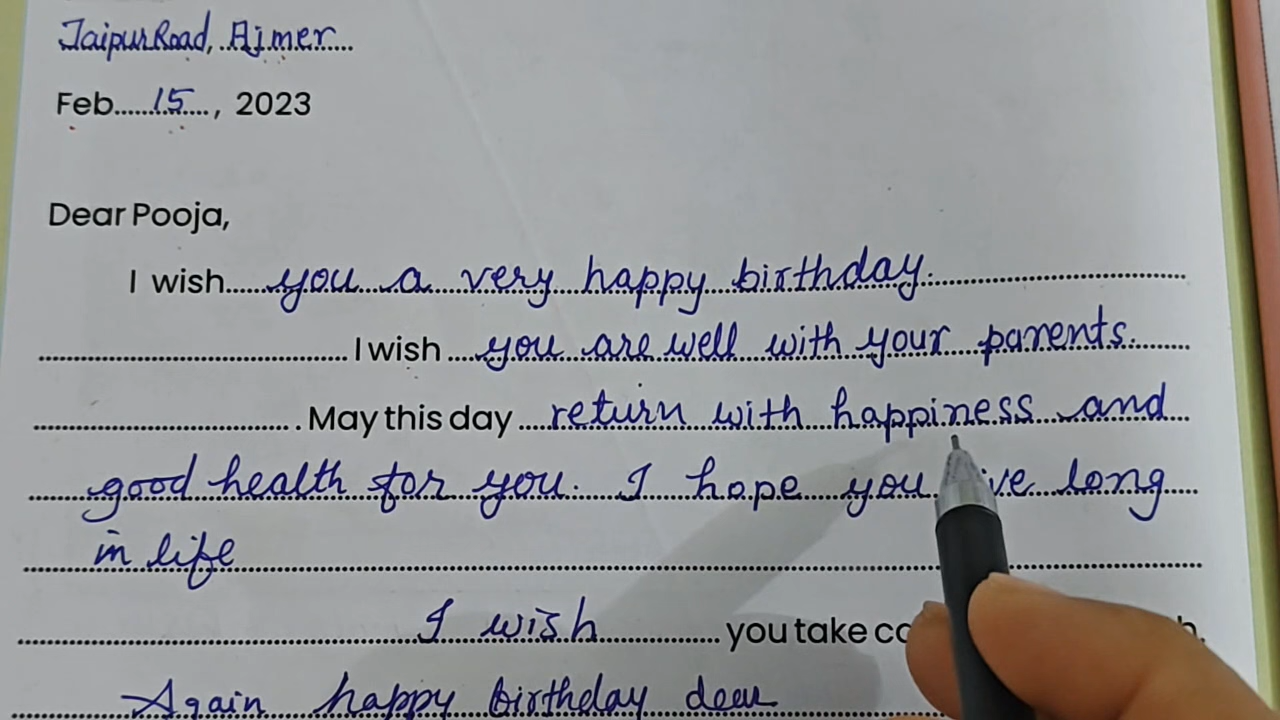 Jaipur Road, Ajmer
Feb 15, 2023
Dear Pooja,
I wish you a very happy birthday.
I wish you are well with your parents.
. May this day return with happiness and
good health for you. I hope you long
in life
I wish you take
Again happy birthday dear